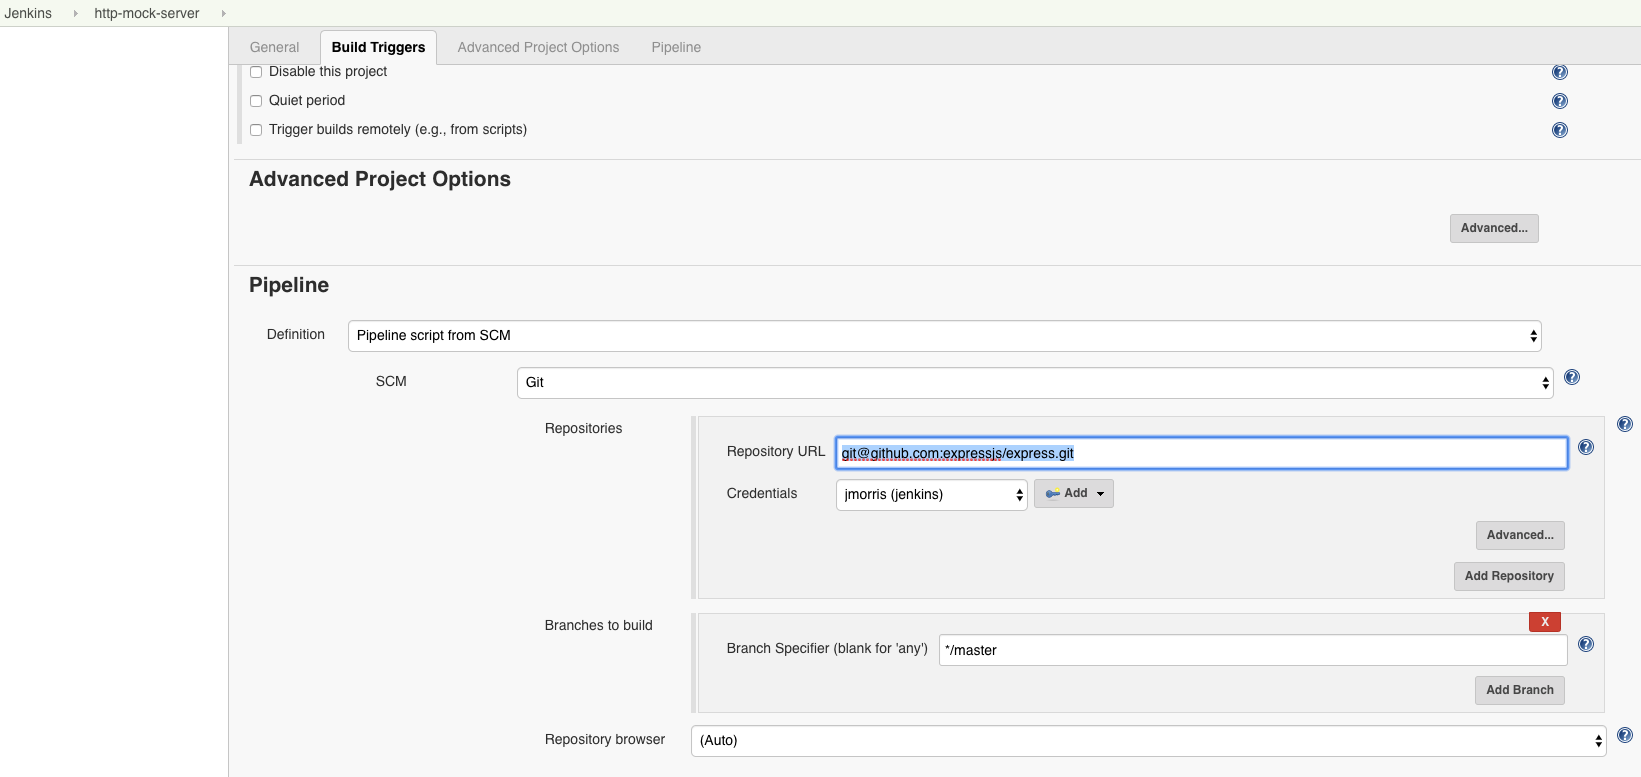 Jenkins http-mock-server
General Build Triggers Advanced Project Options Pipeline
Disable this project
Quiet period
Trigger builds remotely (e.g., from scripts)
Advanced Project Options
Advanced...
Pipeline
Definition Pipeline script from SCM
SCM Git
Repositories
Repository URL git@github.com:expressjs/express.git
Credentials jmorris (jenkins) Add
Advanced...
Add Repository
Branches to build
X
Branch Specifier (blank for 'any') */master
Add Branch
Repository browser (Auto)